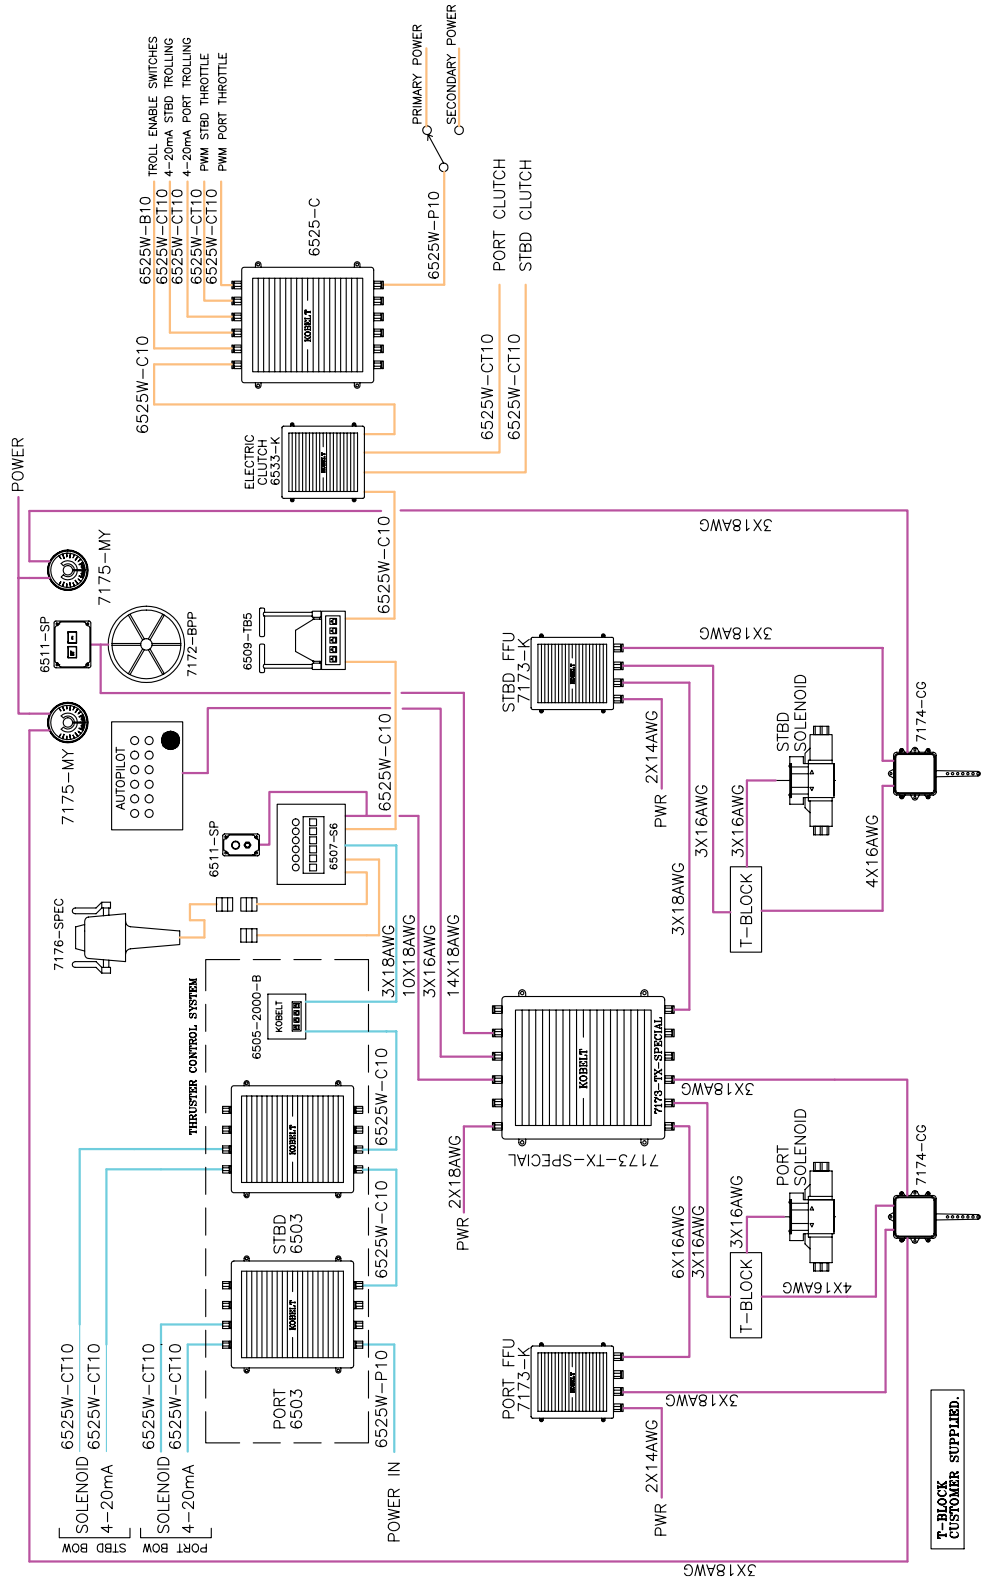 TROLL ENABLE SWITCHES
4-20mA STBD TROLLING
4-20mA PORT TROLLING
PWM STBD THROTTLE
PWM PORT THROTTLE
6525W-B10
6525W-CT10
6525W-CT10
6525W-CT10
6525W-CT10
6525-C
KOBELT
PRIMARY POWER
SECONDARY POWER
6525W-P10
6525W-C10
ELECTRIC
CLUTCH
6533-K
KOBELT
PORT CLUTCH
STBD CLUTCH
6525W-CT10
6525W-CT10
POWER
7175-MY
6511-SP
7172-BPP
6509-TB5
6525W-C10
3X18AWG
7175-MY
AUTOPILOT
6511-SP
6507-S6
6525W-C10
7176-SPEC
STBD FFU
7173-K
KOBELT
3X18AWG
PWR
2X14AWG
3X16AWG
3X16AWG
STBD
SOLENOID
T-BLOCK
4X16AWG
7174-CG
3X18AWG
3X18AWG
10X18AWG
3X16AWG
14X18AWG
THRUSTER CONTROL SYSTEM
6505-2000-B
KOBELT
KOBELT
STBD
6503
6525W-C10
6525W-C10
KOBELT
PORT
6503
6525W-P10
POWER IN
KOBELT
7173-TX-SPECIAL
7173-TX-SPECIAL
PWR
2X18AWG
3X18AWG
6X16AWG
3X16AWG
3X16AWG
PORT
SOLENOID
T-BLOCK
4X16AWG
7174-CG
PORT FFU
7173-K
KOBELT
3X18AWG
PWR
2X14AWG
6525W-CT10
6525W-CT10
6525W-CT10
6525W-CT10
SOLENOID
4-20mA
STBD BOW
SOLENOID
4-20mA
PORT BOW
3X18AWG
T-BLOCK
CUSTOMER SUPPLIED